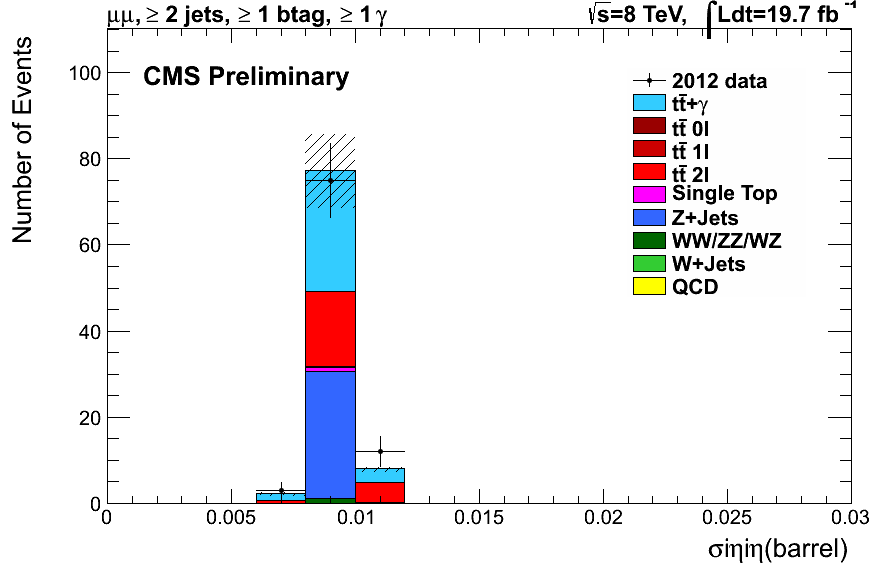 μμ, ≥ 2 jets, ≥ 1 btag, ≥ 1 γ
√s=8 TeV, ∫Ldt=19.7 fb⁻¹
CMS Preliminary
Number of Events
100
80
60
40
20
0
2012 data
tt̄+γ
tt̄ 0l
tt̄ 1l
tt̄ 2l
Single Top
Z+Jets
WW/ZZ/WZ
W+Jets
QCD
0 0.005 0.01 0.015 0.02 0.025 0.03
σiηiη(barrel)